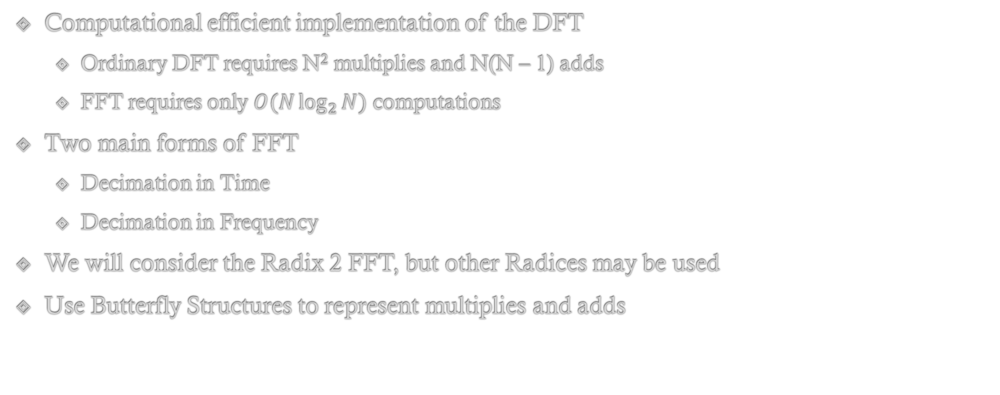 Computational efficient implementation of the DFT
Ordinary DFT requires N² multiplies and N(N – 1) adds
FFT requires only O(N log₂ N) computations
Two main forms of FFT
Decimation in Time
Decimation in Frequency
We will consider the Radix 2 FFT, but other Radices may be used
Use Butterfly Structures to represent multiplies and adds